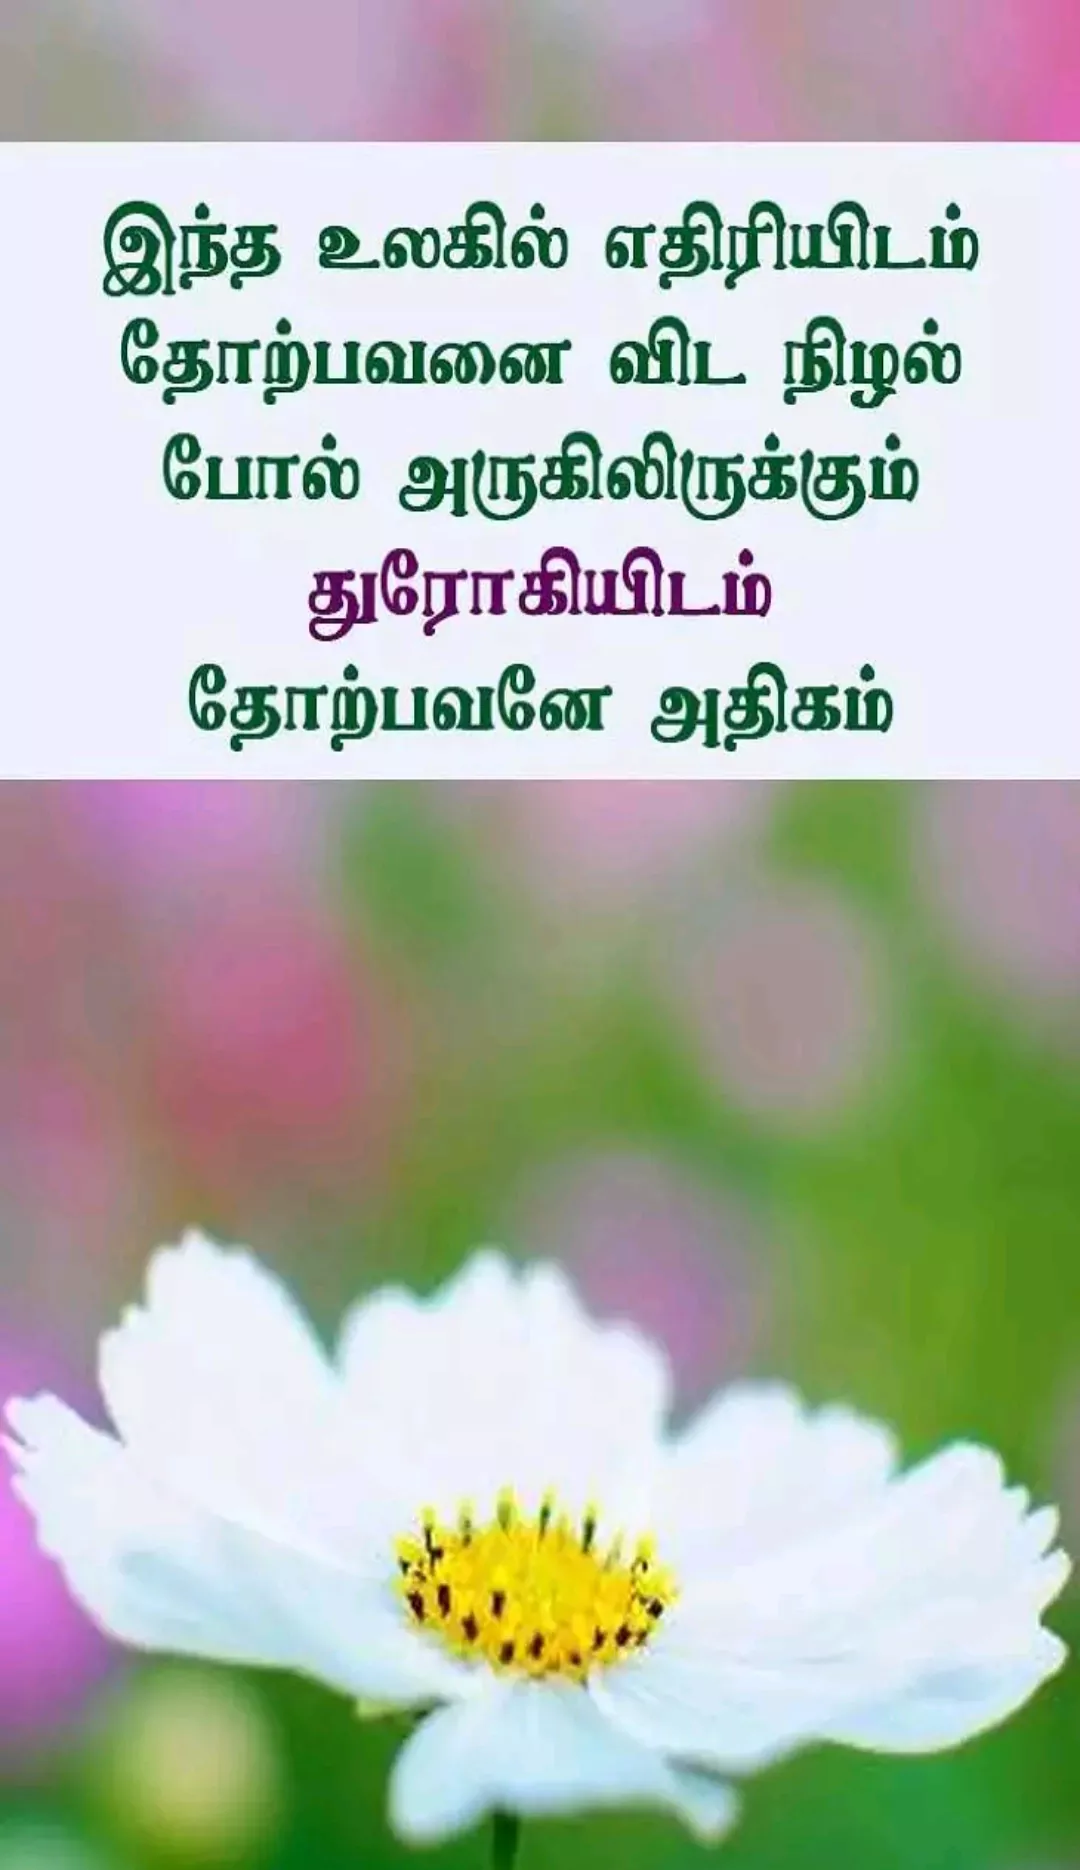 இந்த உலகில் எதிரியிடம்
தோற்பவனை விட நிழல்
போல் அருகிலிருக்கும்
துரோகியிடம்
தோற்பவனே அதிகம்